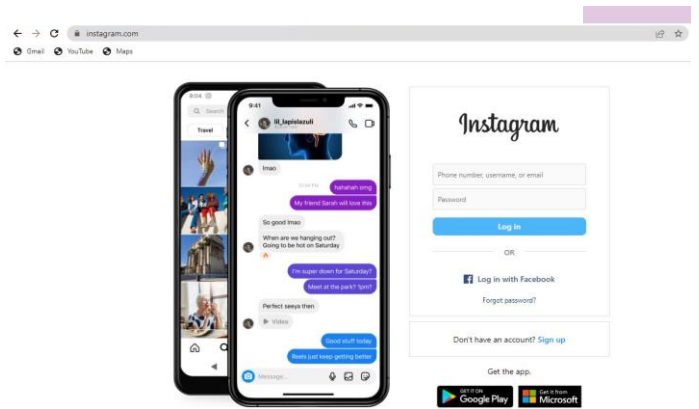 instagram.com
Gmail YouTube Maps
9:04
Search
Travel
9:41
lil_lapislazuli
lmao
hahahah omg
My friend Sarah will love this
So good lmao
When are we hanging out?
Going to be hot on Saturday
I'm super down for Saturday?
Meet at the park? 1pm?
Perfect seeya then
Video
Good stuff today
Reels just keep getting better
Message...
Instagram
Phone number, username, or email
Password
Log in
OR
Log in with Facebook
Forgot password?
Don't have an account? Sign up
Get the app.
GET IT ON
Google Play
Get it from
Microsoft